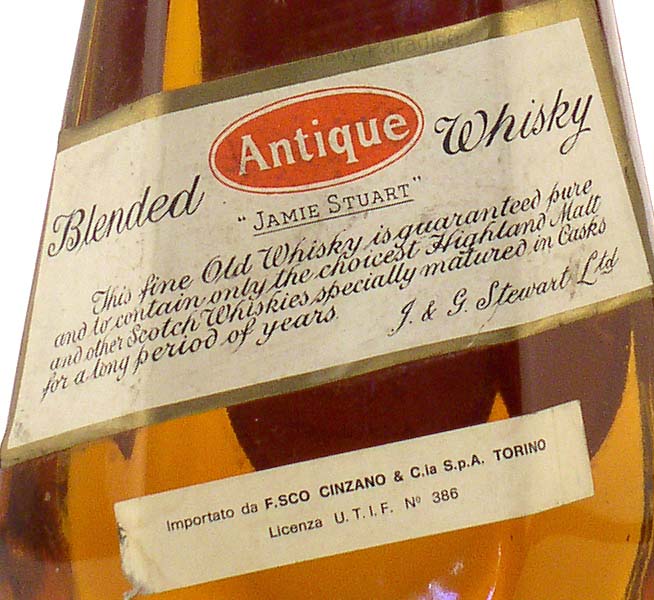 Whisky Paradise
Blended Antique Whisky
"JAMIE STUART"
This fine Old Whisky is guaranteed pure
and to contain only the choicest Highland Malt
and other Scotch Whiskies specially matured in Casks
for a long period of years.
J. & G. Stewart Ltd
Importato da F.SCO CINZANO & C.ia S.p.A. TORINO
Licenza U.T.I.F. Nº 386